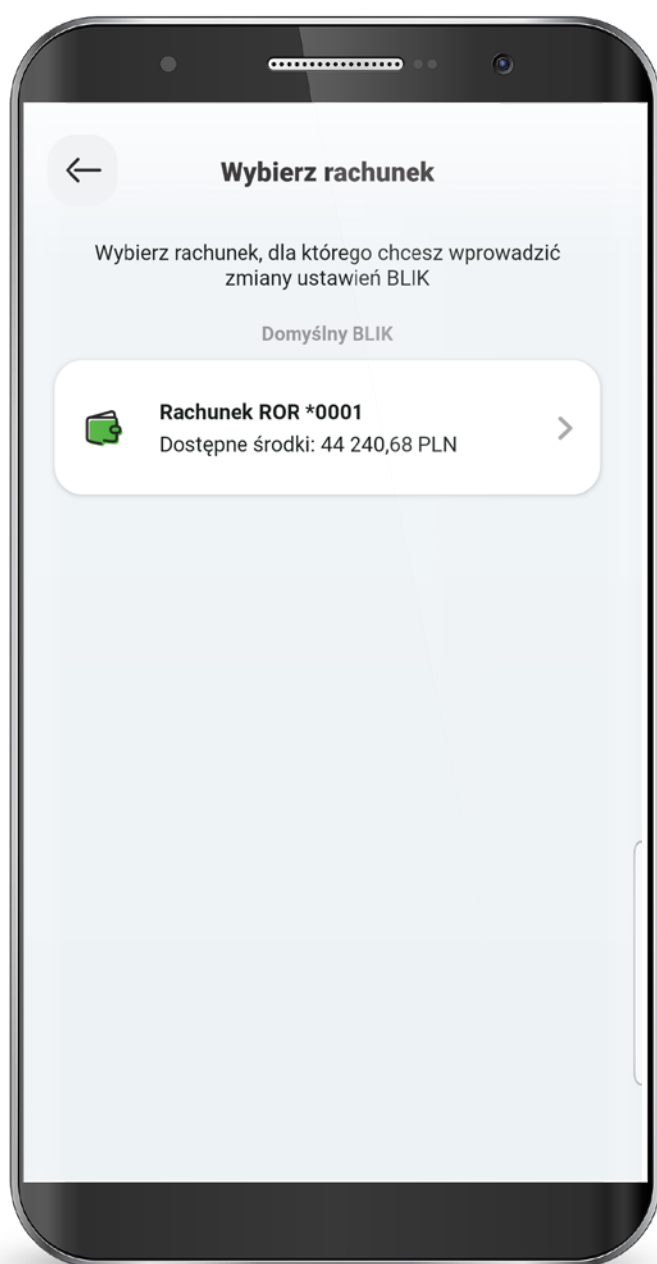 Wybierz rachunek
Wybierz rachunek, dla którego chcesz wprowadzić
zmiany ustawień BLIK
Domyślny BLIK
Rachunek ROR *0001
Dostępne środki: 44 240,68 PLN